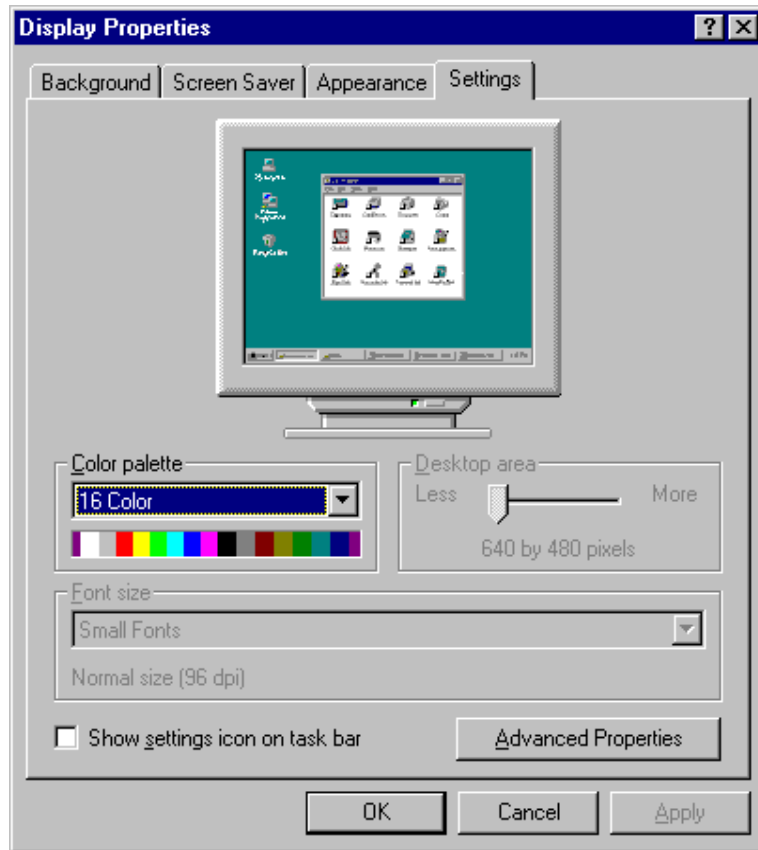 Display Properties
Background Screen Saver Appearance Settings
Color palette
16 Color
Desktop area
Less More
640 by 480 pixels
Font size
Small Fonts
Normal size (96 dpi)
Show settings icon on task bar
Advanced Properties
OK Cancel Apply